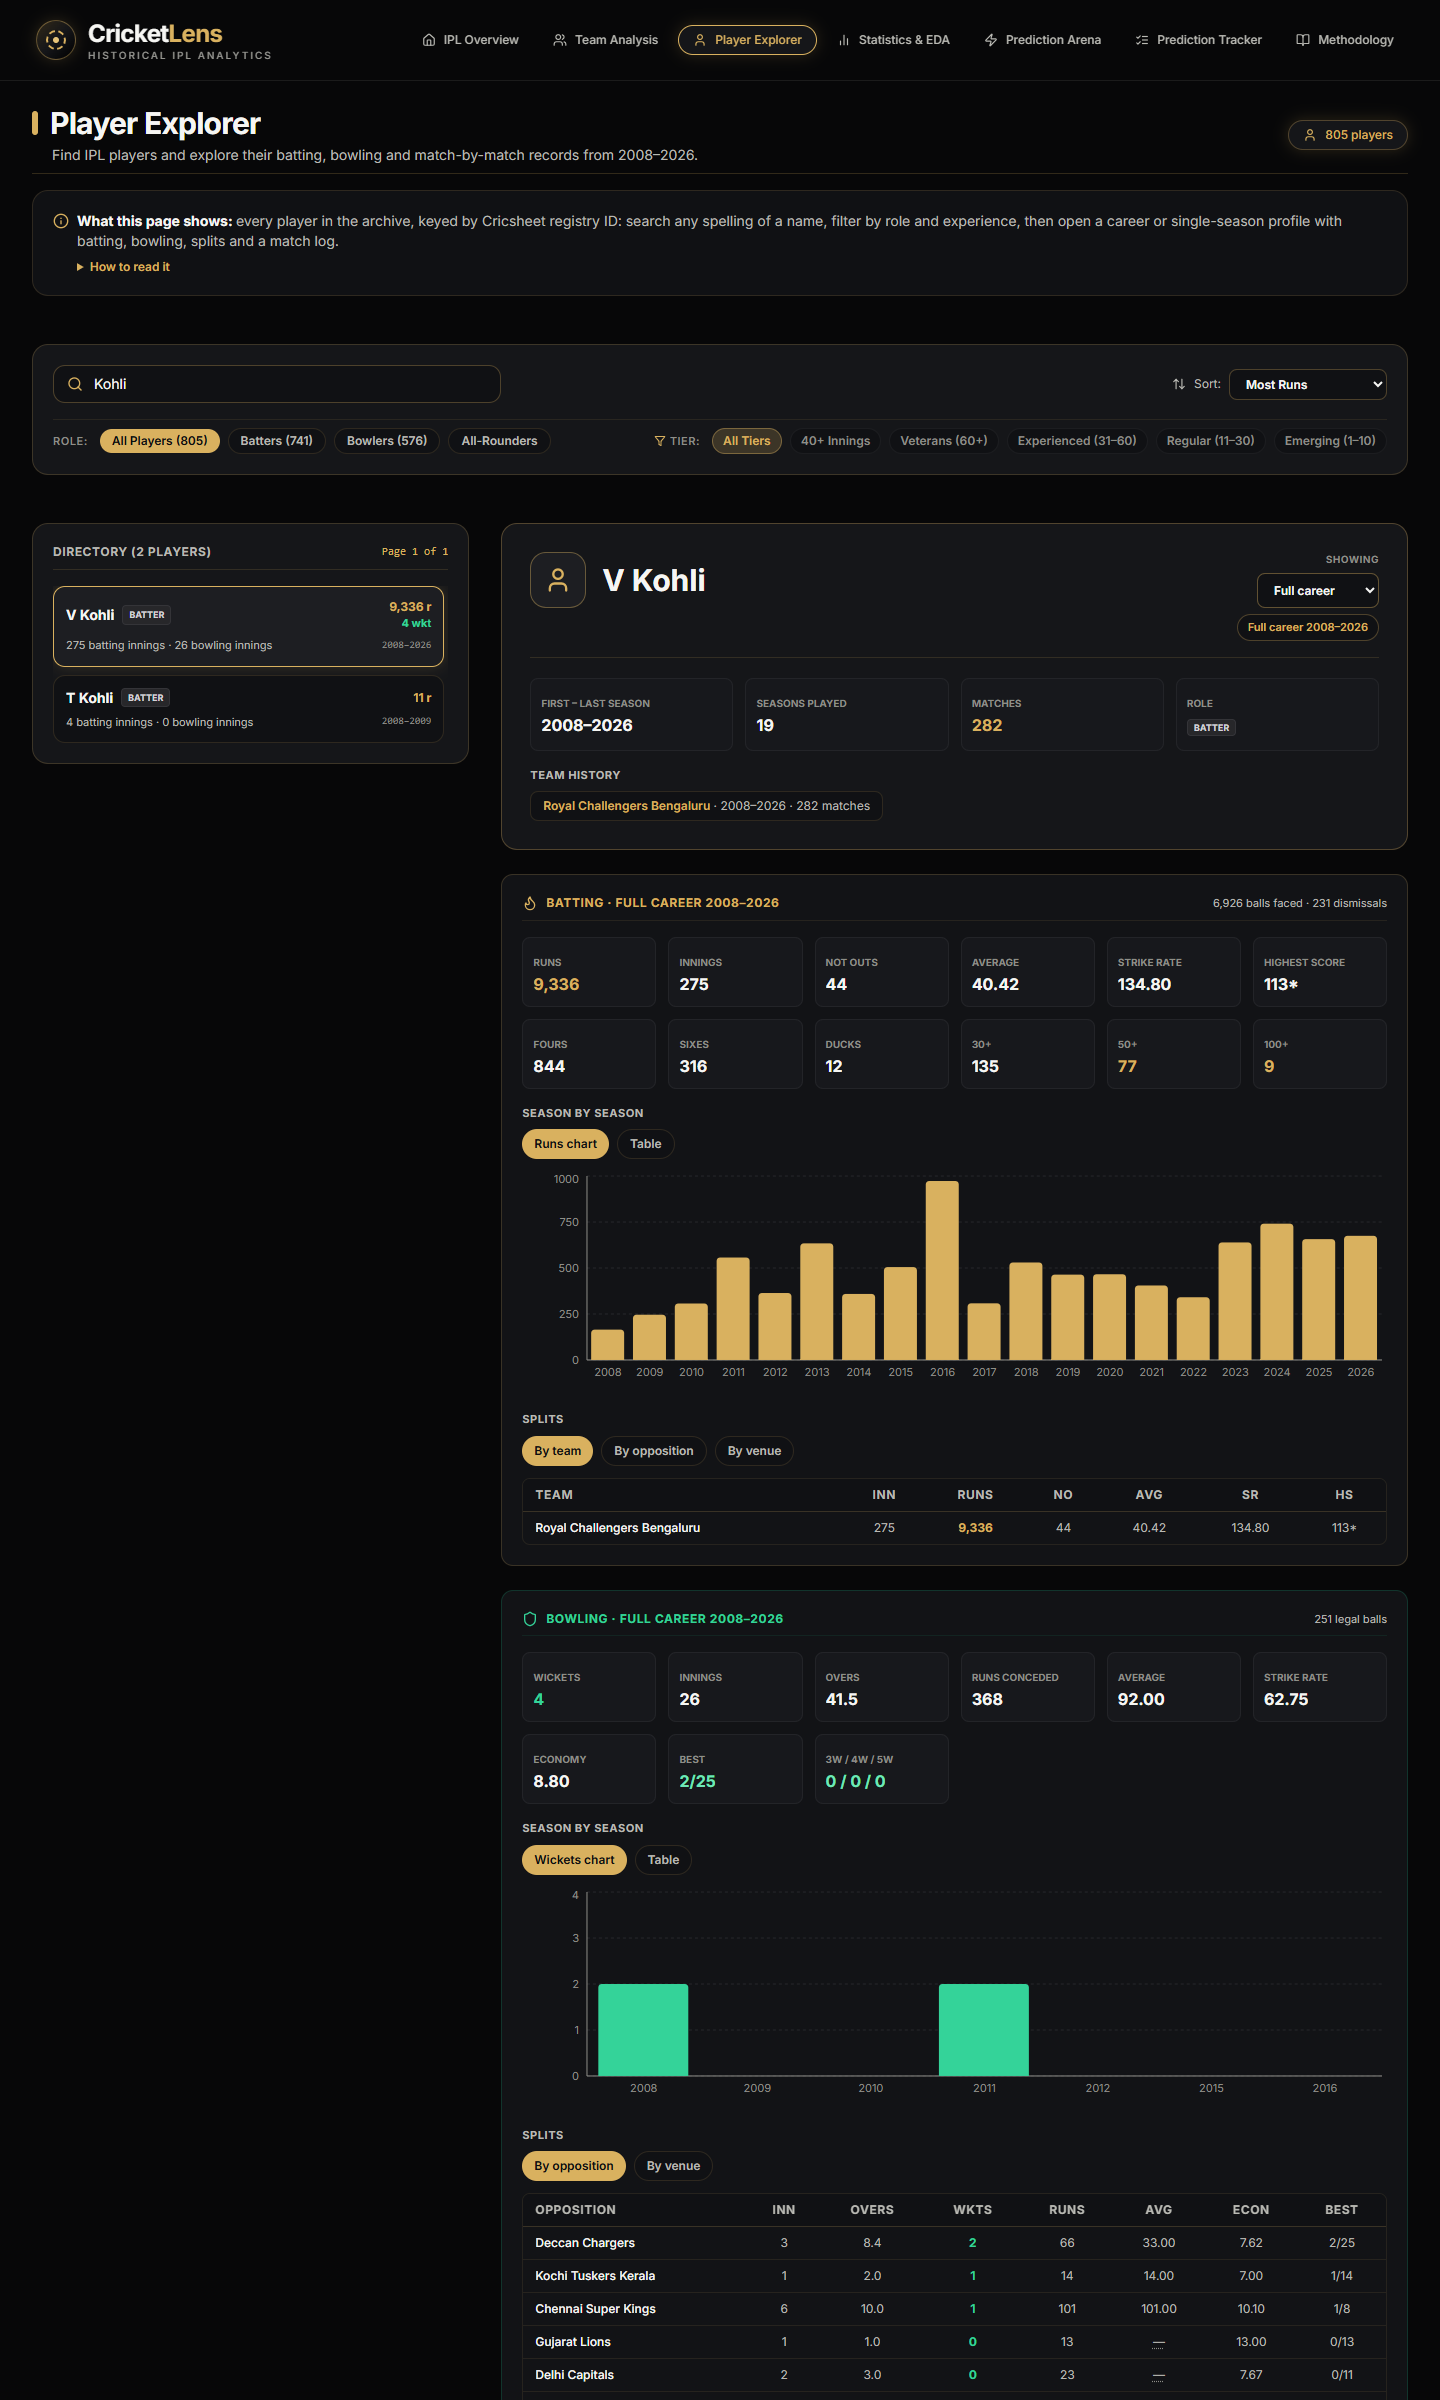 CricketLens
HISTORICAL IPL ANALYTICS
IPL Overview
Team Analysis
Player Explorer
Statistics & EDA
Prediction Arena
Prediction Tracker
Methodology
Player Explorer
Find IPL players and explore their batting, bowling and match-by-match records from 2008–2026.
805 players
What this page shows: every player in the archive, keyed by Cricsheet registry ID: search any spelling of a name, filter by role and experience, then open a career or single-season profile with
batting, bowling, splits and a match log.
How to read it
Kohli
Sort: Most Runs
ROLE: All Players (805) Batters (741) Bowlers (576) All-Rounders
TIER: All Tiers 40+ Innings Veterans (60+) Experienced (31–60) Regular (11–30) Emerging (1–10)
DIRECTORY (2 PLAYERS) Page 1 of 1
V Kohli BATTER 9,336 r
4 wkt
275 batting innings · 26 bowling innings 2008–2026
T Kohli BATTER 11 r
4 batting innings · 0 bowling innings 2008–2009
V Kohli
SHOWING
Full career
Full career 2008–2026
FIRST – LAST SEASON
2008–2026
SEASONS PLAYED
19
MATCHES
282
ROLE
BATTER
TEAM HISTORY
Royal Challengers Bengaluru · 2008–2026 · 282 matches
BATTING · FULL CAREER 2008–2026
6,926 balls faced · 231 dismissals
RUNS
9,336
INNINGS
275
NOT OUTS
44
AVERAGE
40.42
STRIKE RATE
134.80
HIGHEST SCORE
113*
FOURS
844
SIXES
316
DUCKS
12
30+
135
50+
77
100+
9
SEASON BY SEASON
Runs chart Table
1000
750
500
250
0
2008 2009 2010 2011 2012 2013 2014 2015 2016 2017 2018 2019 2020 2021 2022 2023 2024 2025 2026
SPLITS
By team By opposition By venue
TEAM INN RUNS NO AVG SR HS
Royal Challengers Bengaluru 275 9,336 44 40.42 134.80 113*
BOWLING · FULL CAREER 2008–2026
251 legal balls
WICKETS
4
INNINGS
26
OVERS
41.5
RUNS CONCEDED
368
AVERAGE
92.00
STRIKE RATE
62.75
ECONOMY
8.80
BEST
2/25
3W / 4W / 5W
0 / 0 / 0
SEASON BY SEASON
Wickets chart Table
4
3
2
1
0
2008 2009 2010 2011 2012 2015 2016
SPLITS
By opposition By venue
OPPOSITION INN OVERS WKTS RUNS AVG ECON BEST
Deccan Chargers 3 8.4 2 66 33.00 7.62 2/25
Kochi Tuskers Kerala 1 2.0 1 14 14.00 7.00 1/14
Chennai Super Kings 6 10.0 1 101 101.00 10.10 1/8
Gujarat Lions 1 1.0 0 13 — 13.00 0/13
Delhi Capitals 2 3.0 0 23 — 7.67 0/11